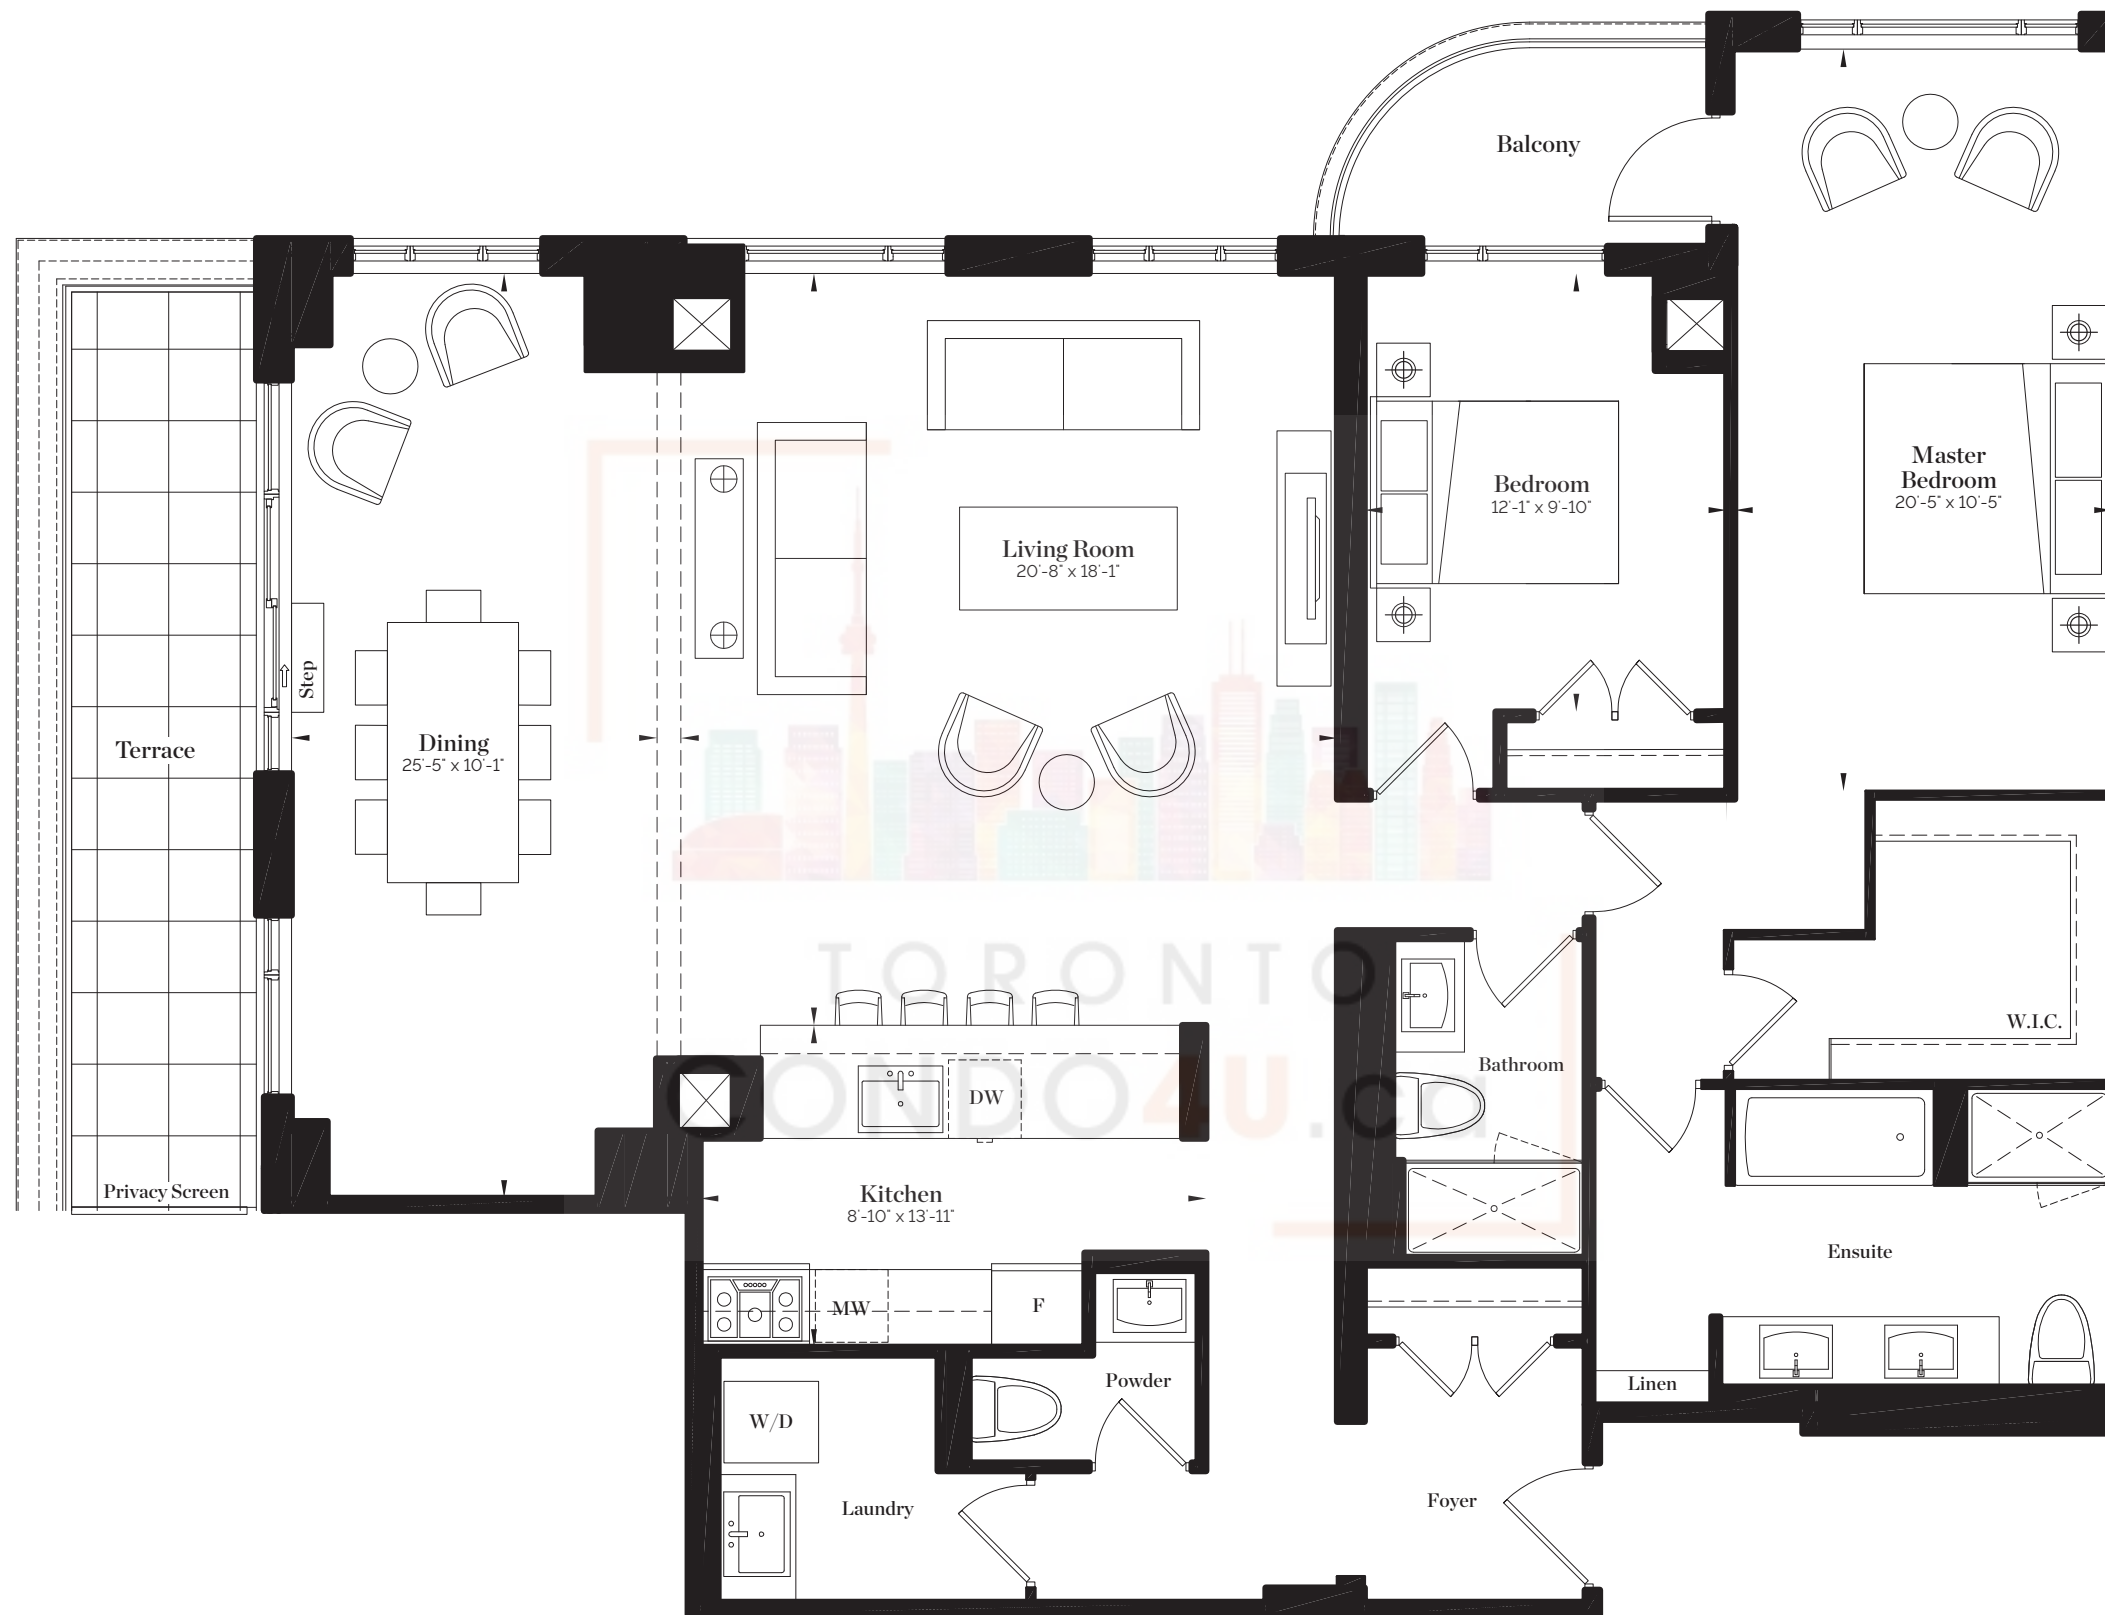 Balcony
Master
Bedroom
20'-5" x 10'-5"
Bedroom
12'-1" x 9'-10"
Living Room
20'-8" x 18'-1"
Step
Terrace
Dining
25'-5" x 10'-1"
TORONTO
CONDO4U.ca
W.I.C.
Bathroom
DW
Privacy Screen
Kitchen
8'-10" x 13'-11"
Ensuite
MW
F
Powder
Linen
W/D
Laundry
Foyer